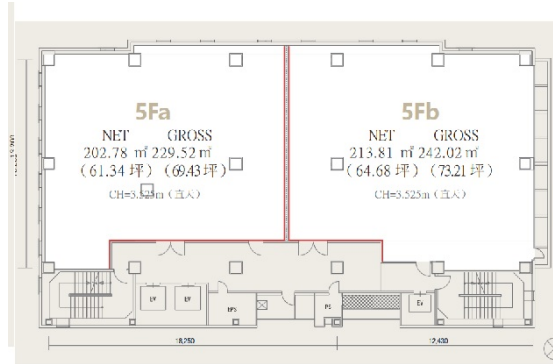 5Fa
NET GROSS
202.78 ㎡ 229.52 ㎡
(61.34 坪) (69.43 坪)
CH=3.525m (直天)
5Fb
NET GROSS
213.81 ㎡ 242.02 ㎡
(64.68 坪) (73.21 坪)
CH=3.525m (直天)
EV
EV
EPS
PS
EV
18,250
12,430